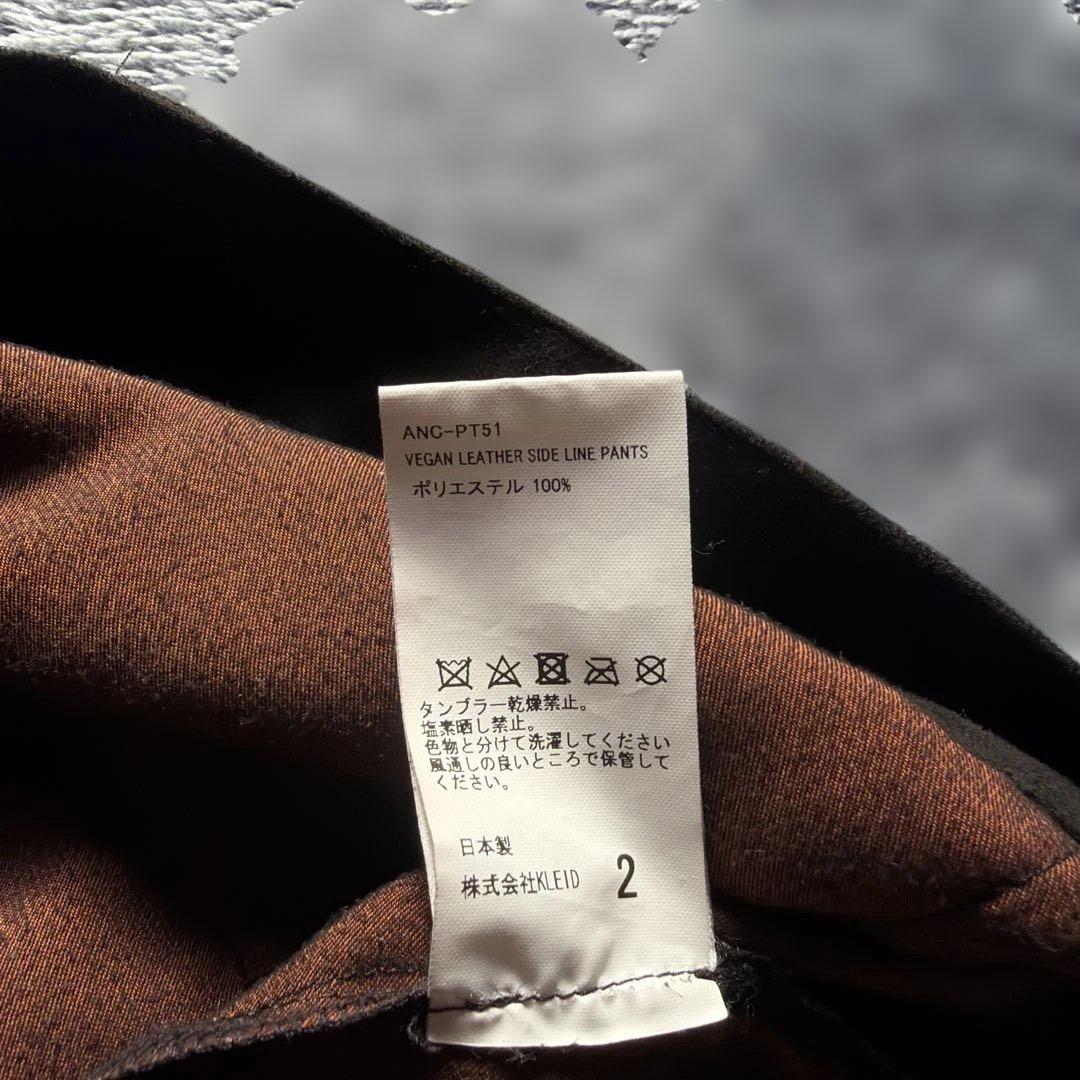 ANC-PT51
VEGAN LEATHER SIDE LINE PANTS
ポリエステル 100%
タンブラー乾燥禁止。
塩素晒し禁止。
色物と分けて洗濯してください
風通しの良いところで保管して
ください。
日本製
株式会社KLEID 2